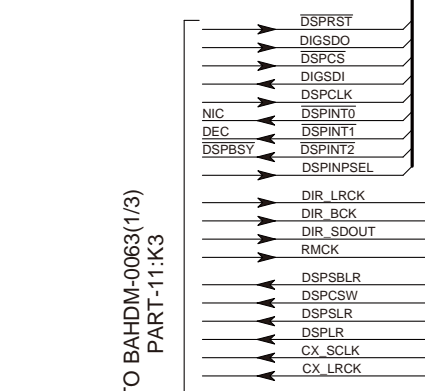 DSPRST
DIGSDO
DSPCS
DIGSDI
DSPCLK
NIC DSPINT0
DEC DSPINT1
DSPBSY DSPINT2
DSPINPSEL
DIR_LRCK
DIR_BCK
DIR_SDOUT
RMCK
DSPSBLR
DSPCSW
DSPSLR
DSPLR
CX_SCLK
CX_LRCK
TO BAHDM-0063(1/3)
PART-11:K3